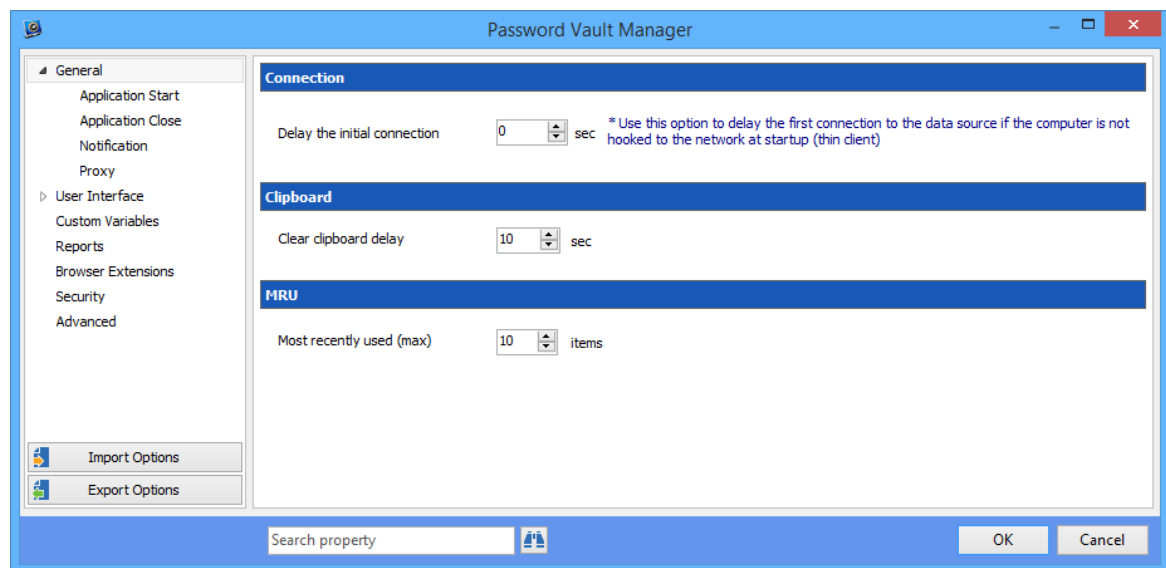 Password Vault Manager
General
Application Start
Application Close
Notification
Proxy
User Interface
Custom Variables
Reports
Browser Extensions
Security
Advanced
Import Options
Export Options
Connection
Delay the initial connection 0 sec
* Use this option to delay the first connection to the data source if the computer is not
hooked to the network at startup (thin client)
Clipboard
Clear clipboard delay 10 sec
MRU
Most recently used (max) 10 items
Search property
OK Cancel